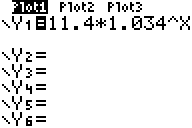 Plot1 Plot2 Plot3
\Y₁=11.4*1.034^X
\Y₂=
\Y₃=
\Y₄=
\Y₅=
\Y₆=